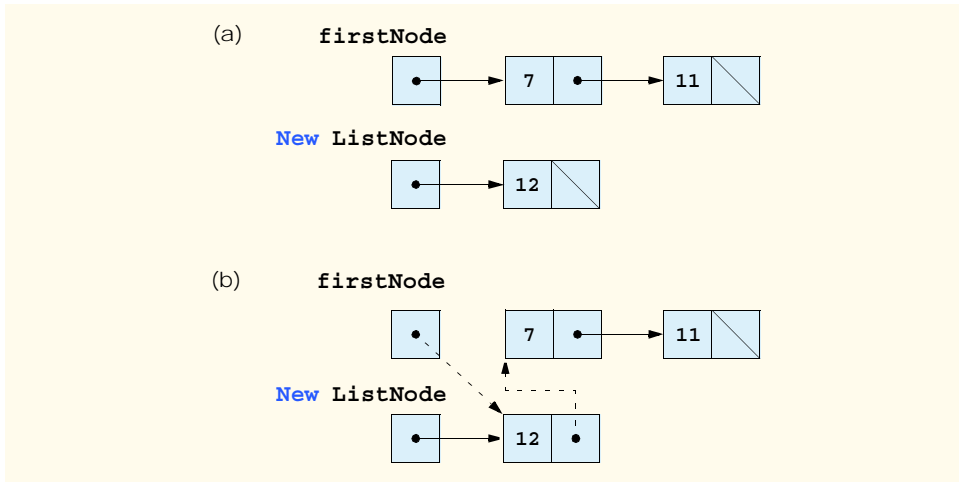 (a) firstNode
7 11
New ListNode
12
(b) firstNode
7 11
New ListNode
12